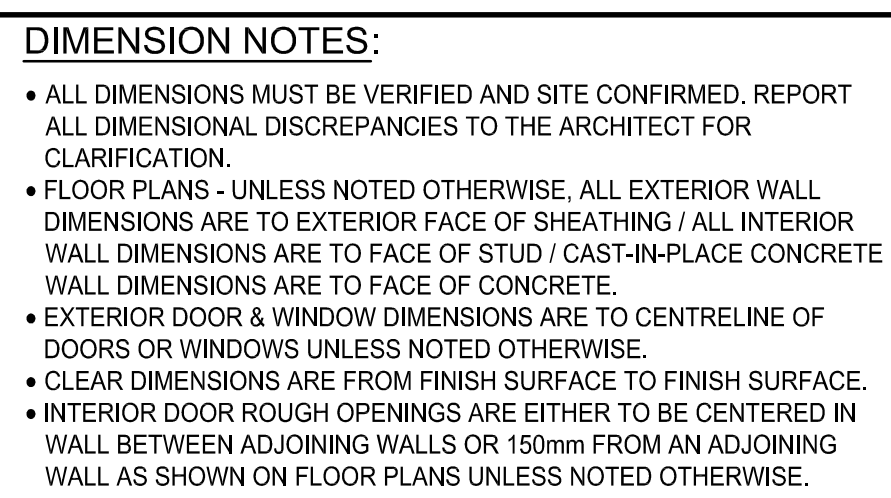 DIMENSION NOTES:
• ALL DIMENSIONS MUST BE VERIFIED AND SITE CONFIRMED. REPORT
ALL DIMENSIONAL DISCREPANCIES TO THE ARCHITECT FOR
CLARIFICATION.
• FLOOR PLANS - UNLESS NOTED OTHERWISE, ALL EXTERIOR WALL
DIMENSIONS ARE TO EXTERIOR FACE OF SHEATHING / ALL INTERIOR
WALL DIMENSIONS ARE TO FACE OF STUD / CAST-IN-PLACE CONCRETE
WALL DIMENSIONS ARE TO FACE OF CONCRETE.
• EXTERIOR DOOR & WINDOW DIMENSIONS ARE TO CENTRELINE OF
DOORS OR WINDOWS UNLESS NOTED OTHERWISE.
• CLEAR DIMENSIONS ARE FROM FINISH SURFACE TO FINISH SURFACE.
• INTERIOR DOOR ROUGH OPENINGS ARE EITHER TO BE CENTERED IN
WALL BETWEEN ADJOINING WALLS OR 150mm FROM AN ADJOINING
WALL AS SHOWN ON FLOOR PLANS UNLESS NOTED OTHERWISE.